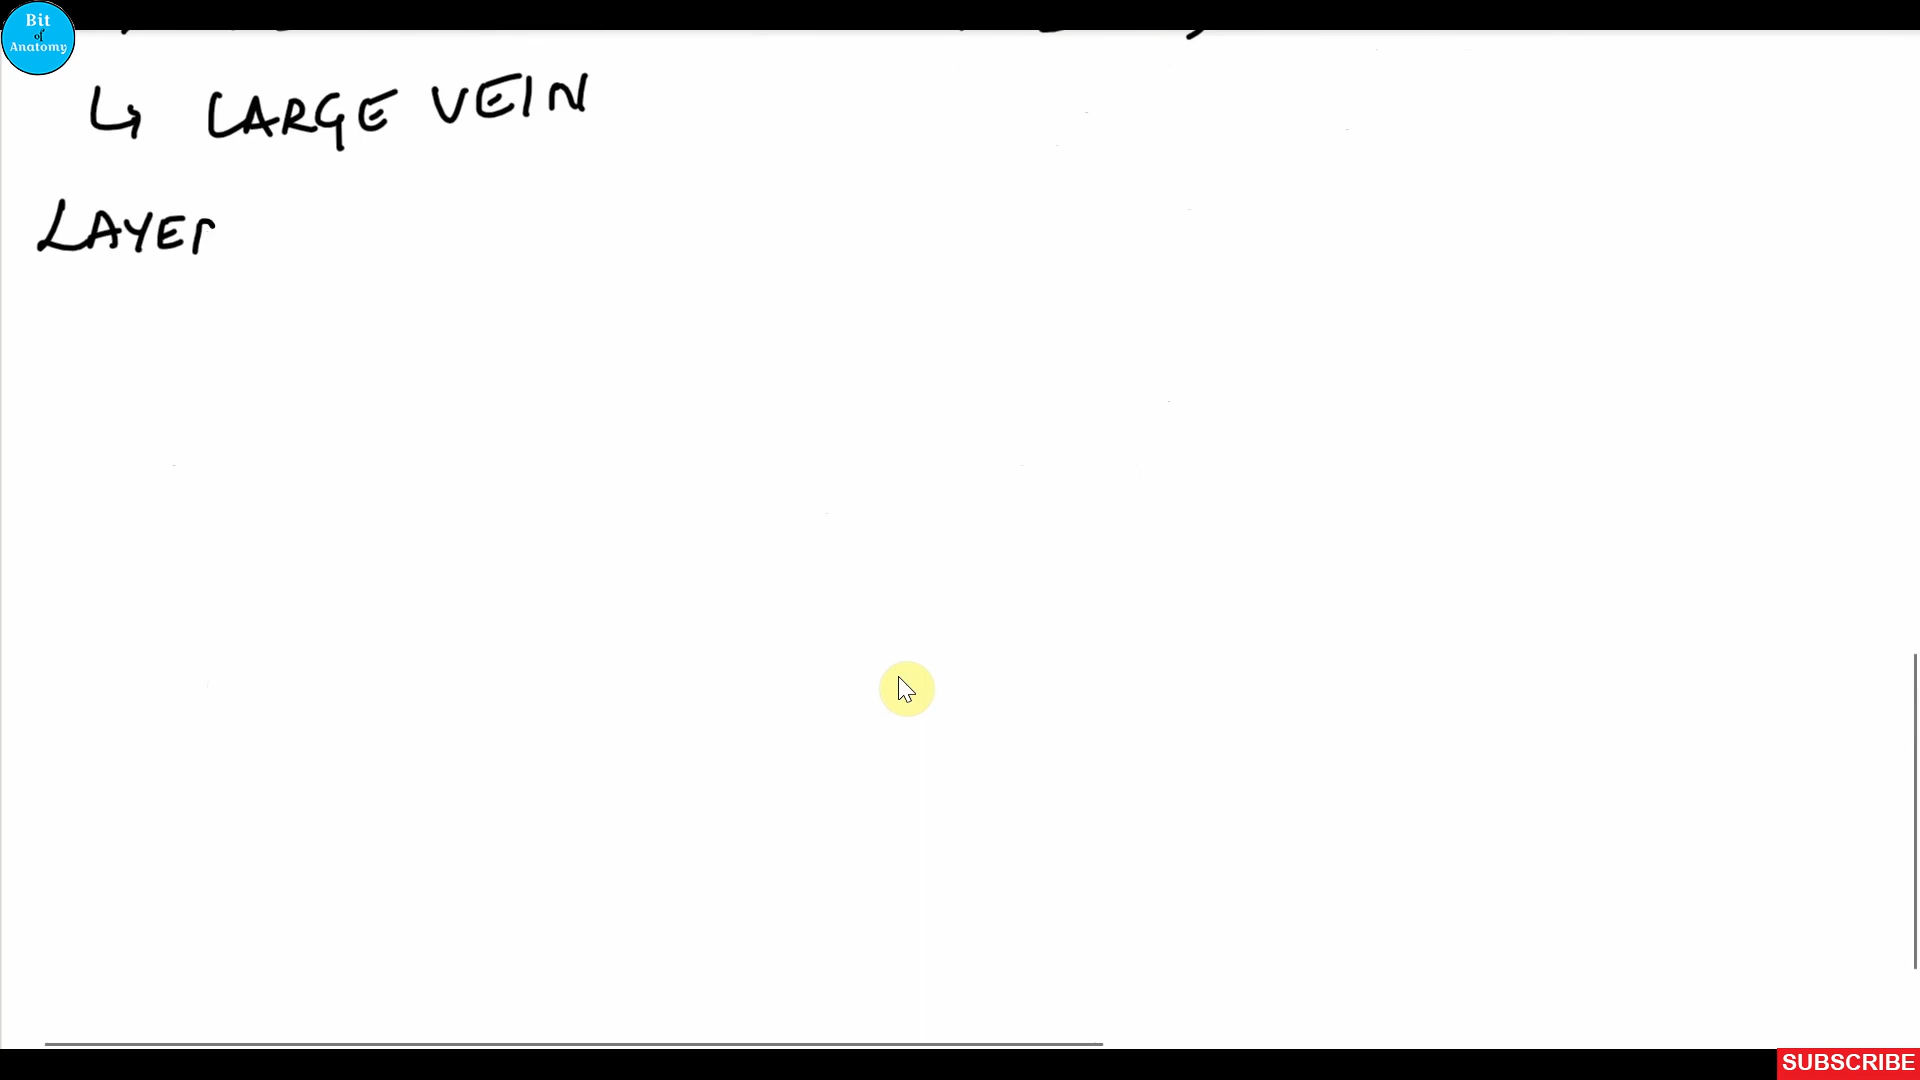 Bit
of
Anatomy
↳ LARGE VEIN
LAYER
SUBSCRIBE